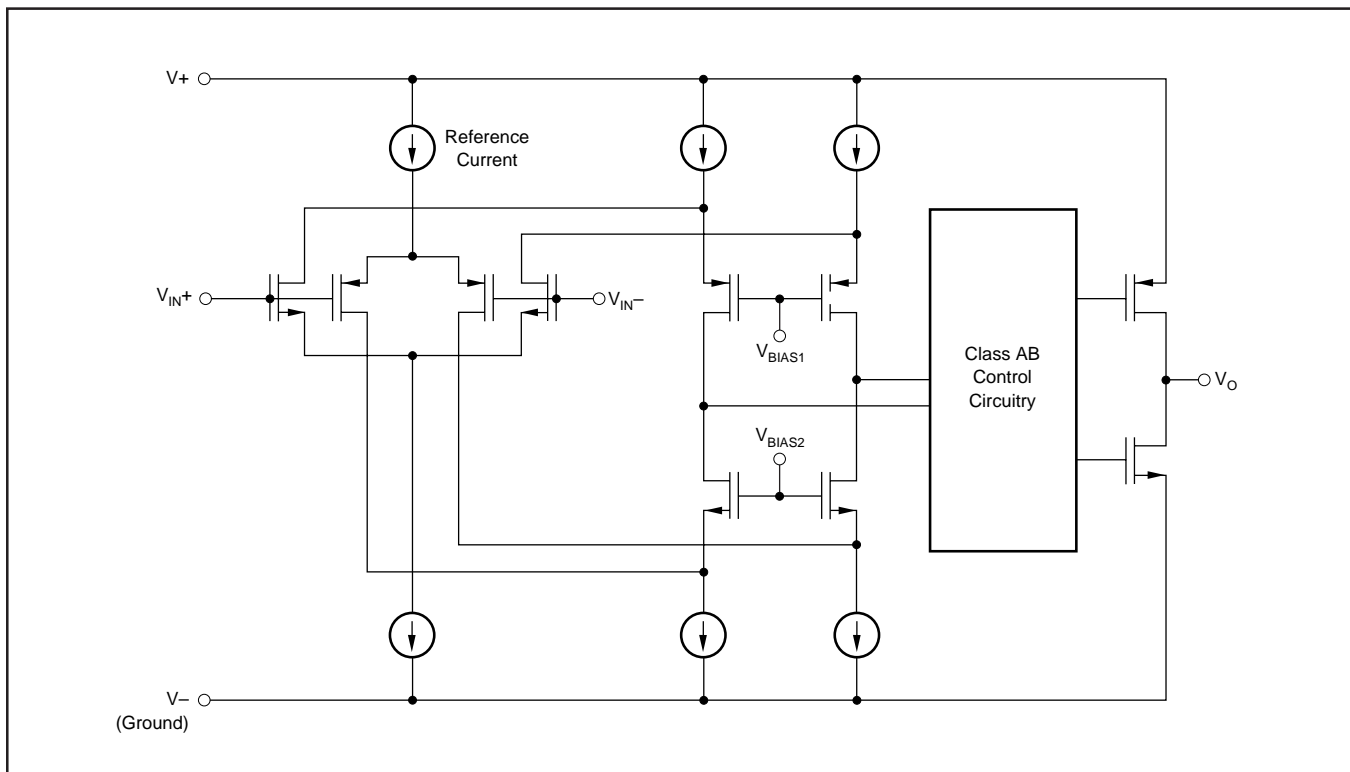 V+
Reference
Current
V_IN+
V_IN–
V_BIAS1
Class AB
Control
Circuitry
V_O
V_BIAS2
V–
(Ground)